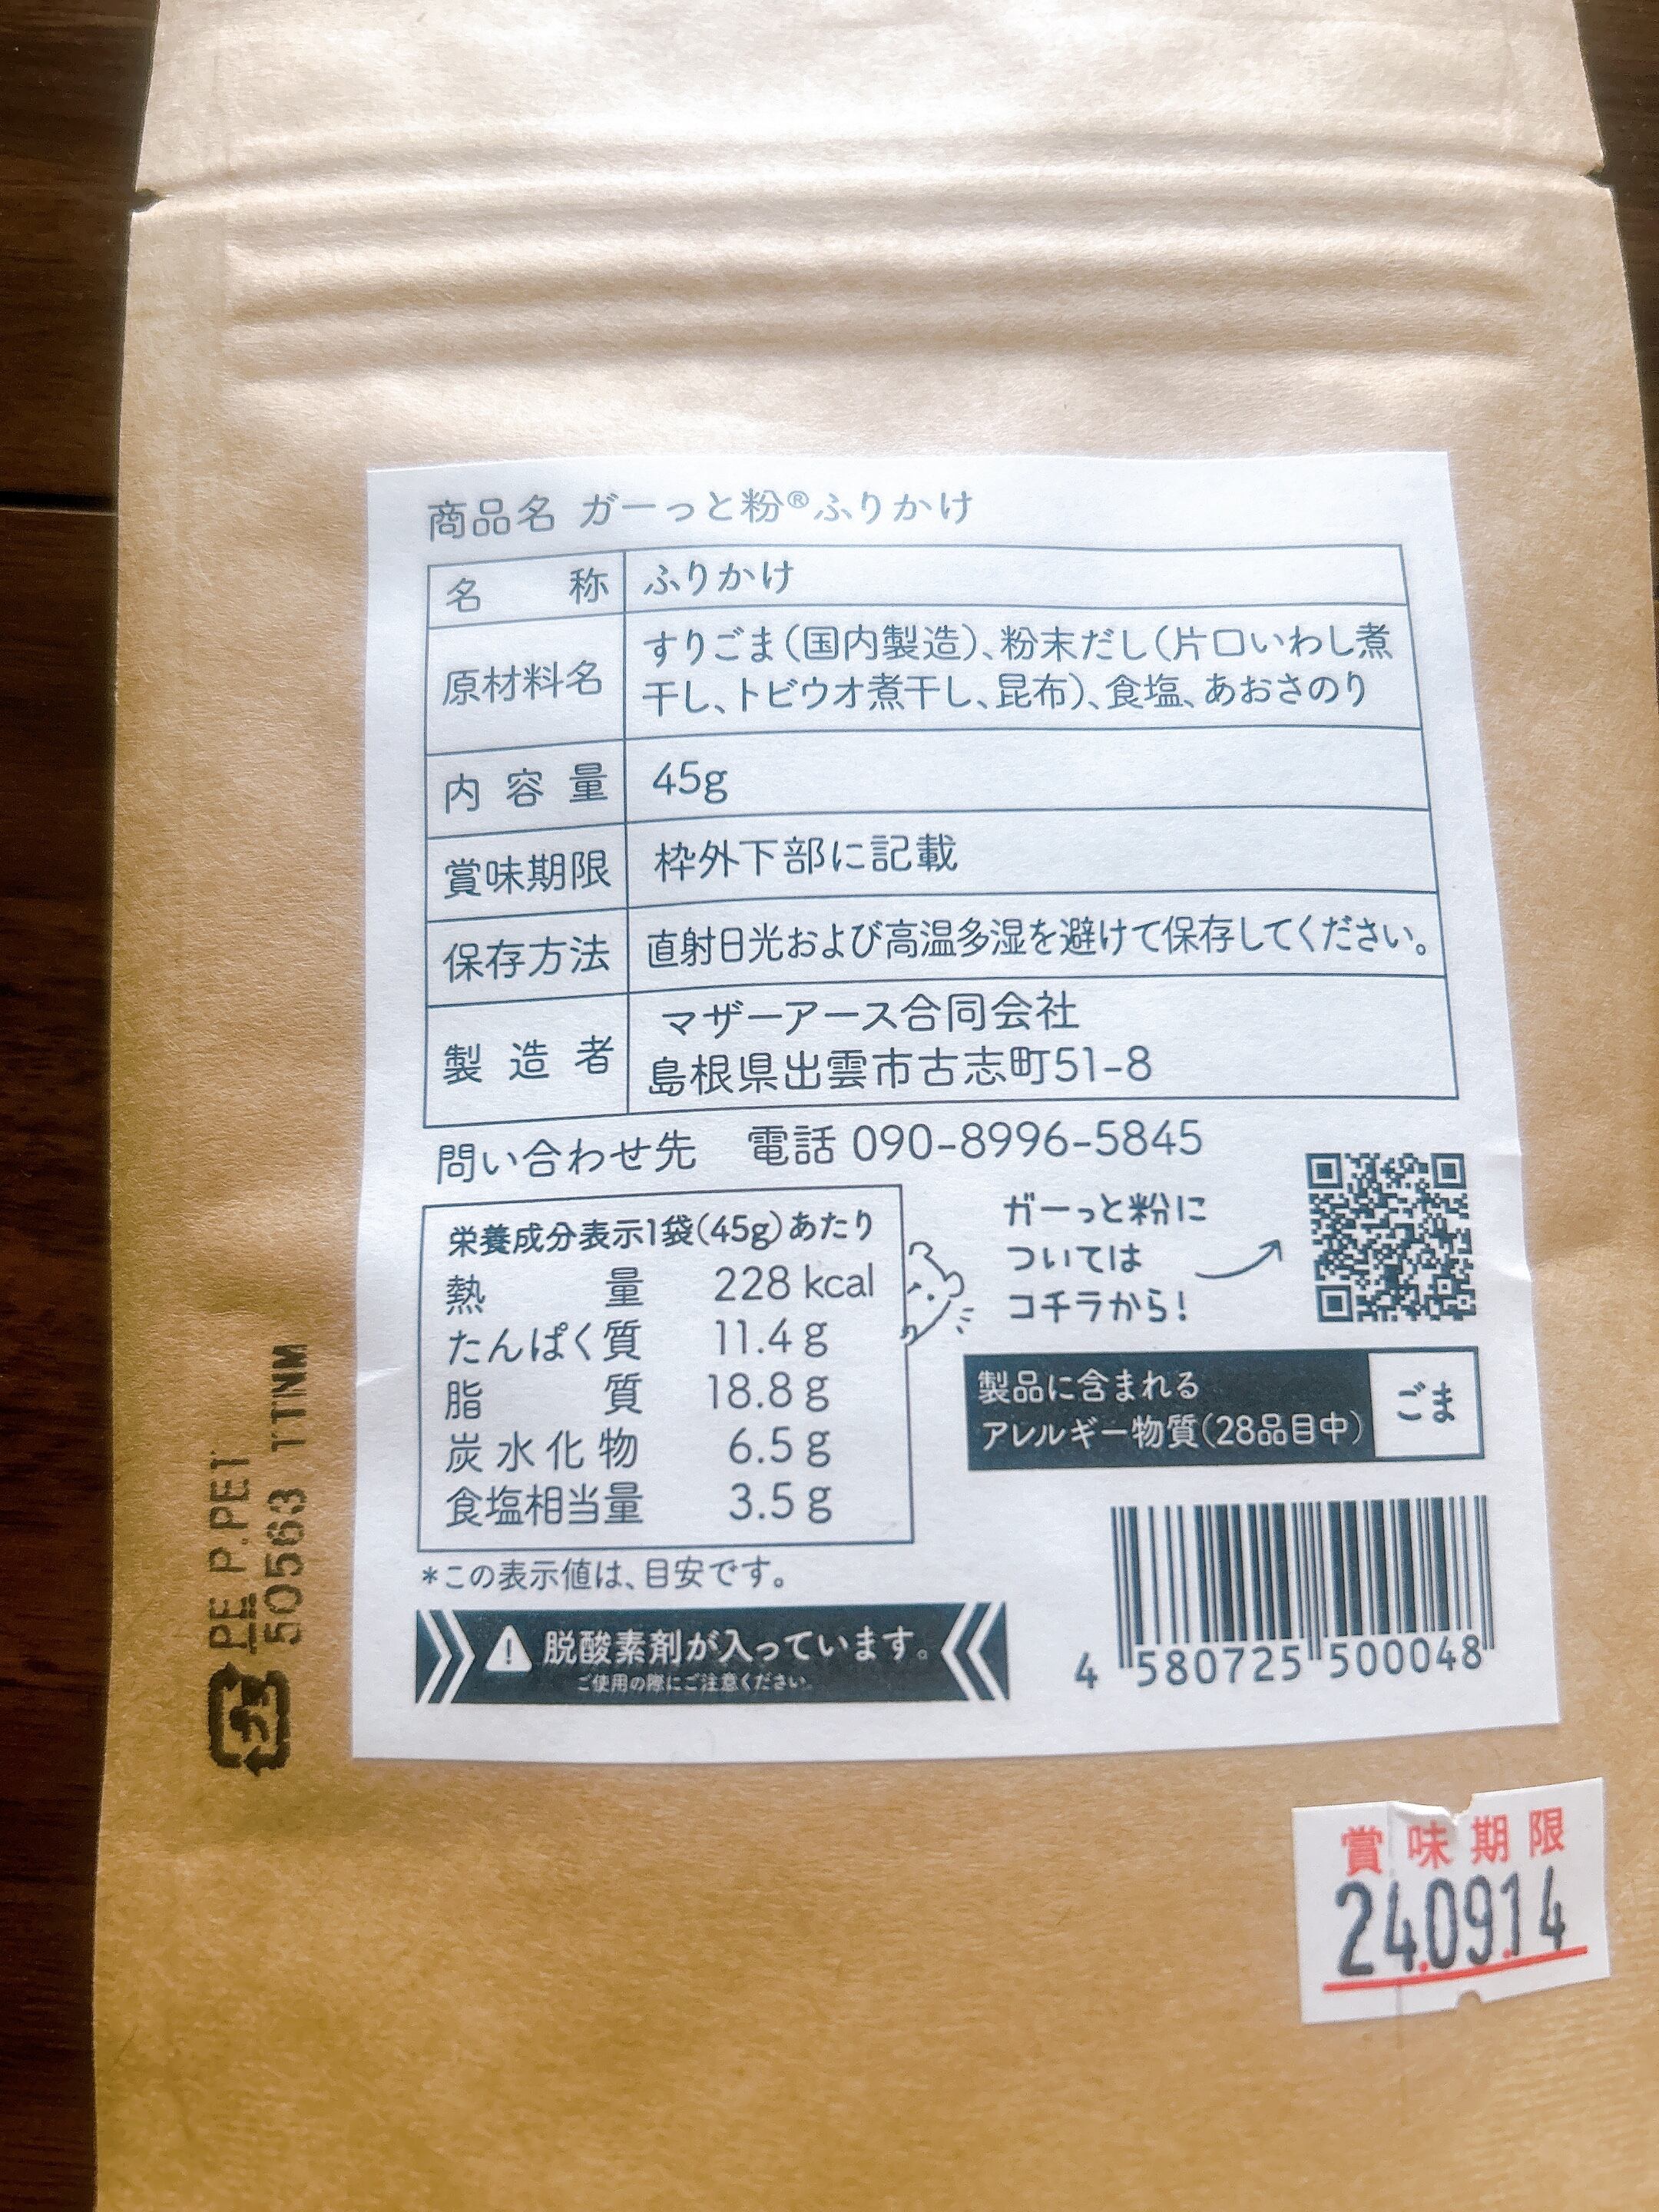 商品名 ガーっと粉®ふりかけ
名称 ふりかけ
原材料名 すりごま(国内製造)、粉末だし(片口いわし煮
干し、トビウオ煮干し、昆布)、食塩、あおさのり
内容量 45g
賞味期限 枠外下部に記載
保存方法 直射日光および高温多湿を避けて保存してください。
製造者 マザーアース合同会社
島根県出雲市古志町51-8
問い合わせ先 電話 090-8996-5845
栄養成分表示1袋(45g)あたり
熱量 228 kcal
たんぱく質 11.4 g
脂質 18.8 g
炭水化物 6.5 g
食塩相当量 3.5 g
*この表示値は、目安です。
脱酸素剤が入っています。
ご使用の際にご注意ください。
ガーっと粉に
ついては
コチラから!
製品に含まれる
アレルギー物質(28品目中)
ごま
4 580725 500048
賞味期限
24.09.14
プラ PE P.PET
50563 TTNM